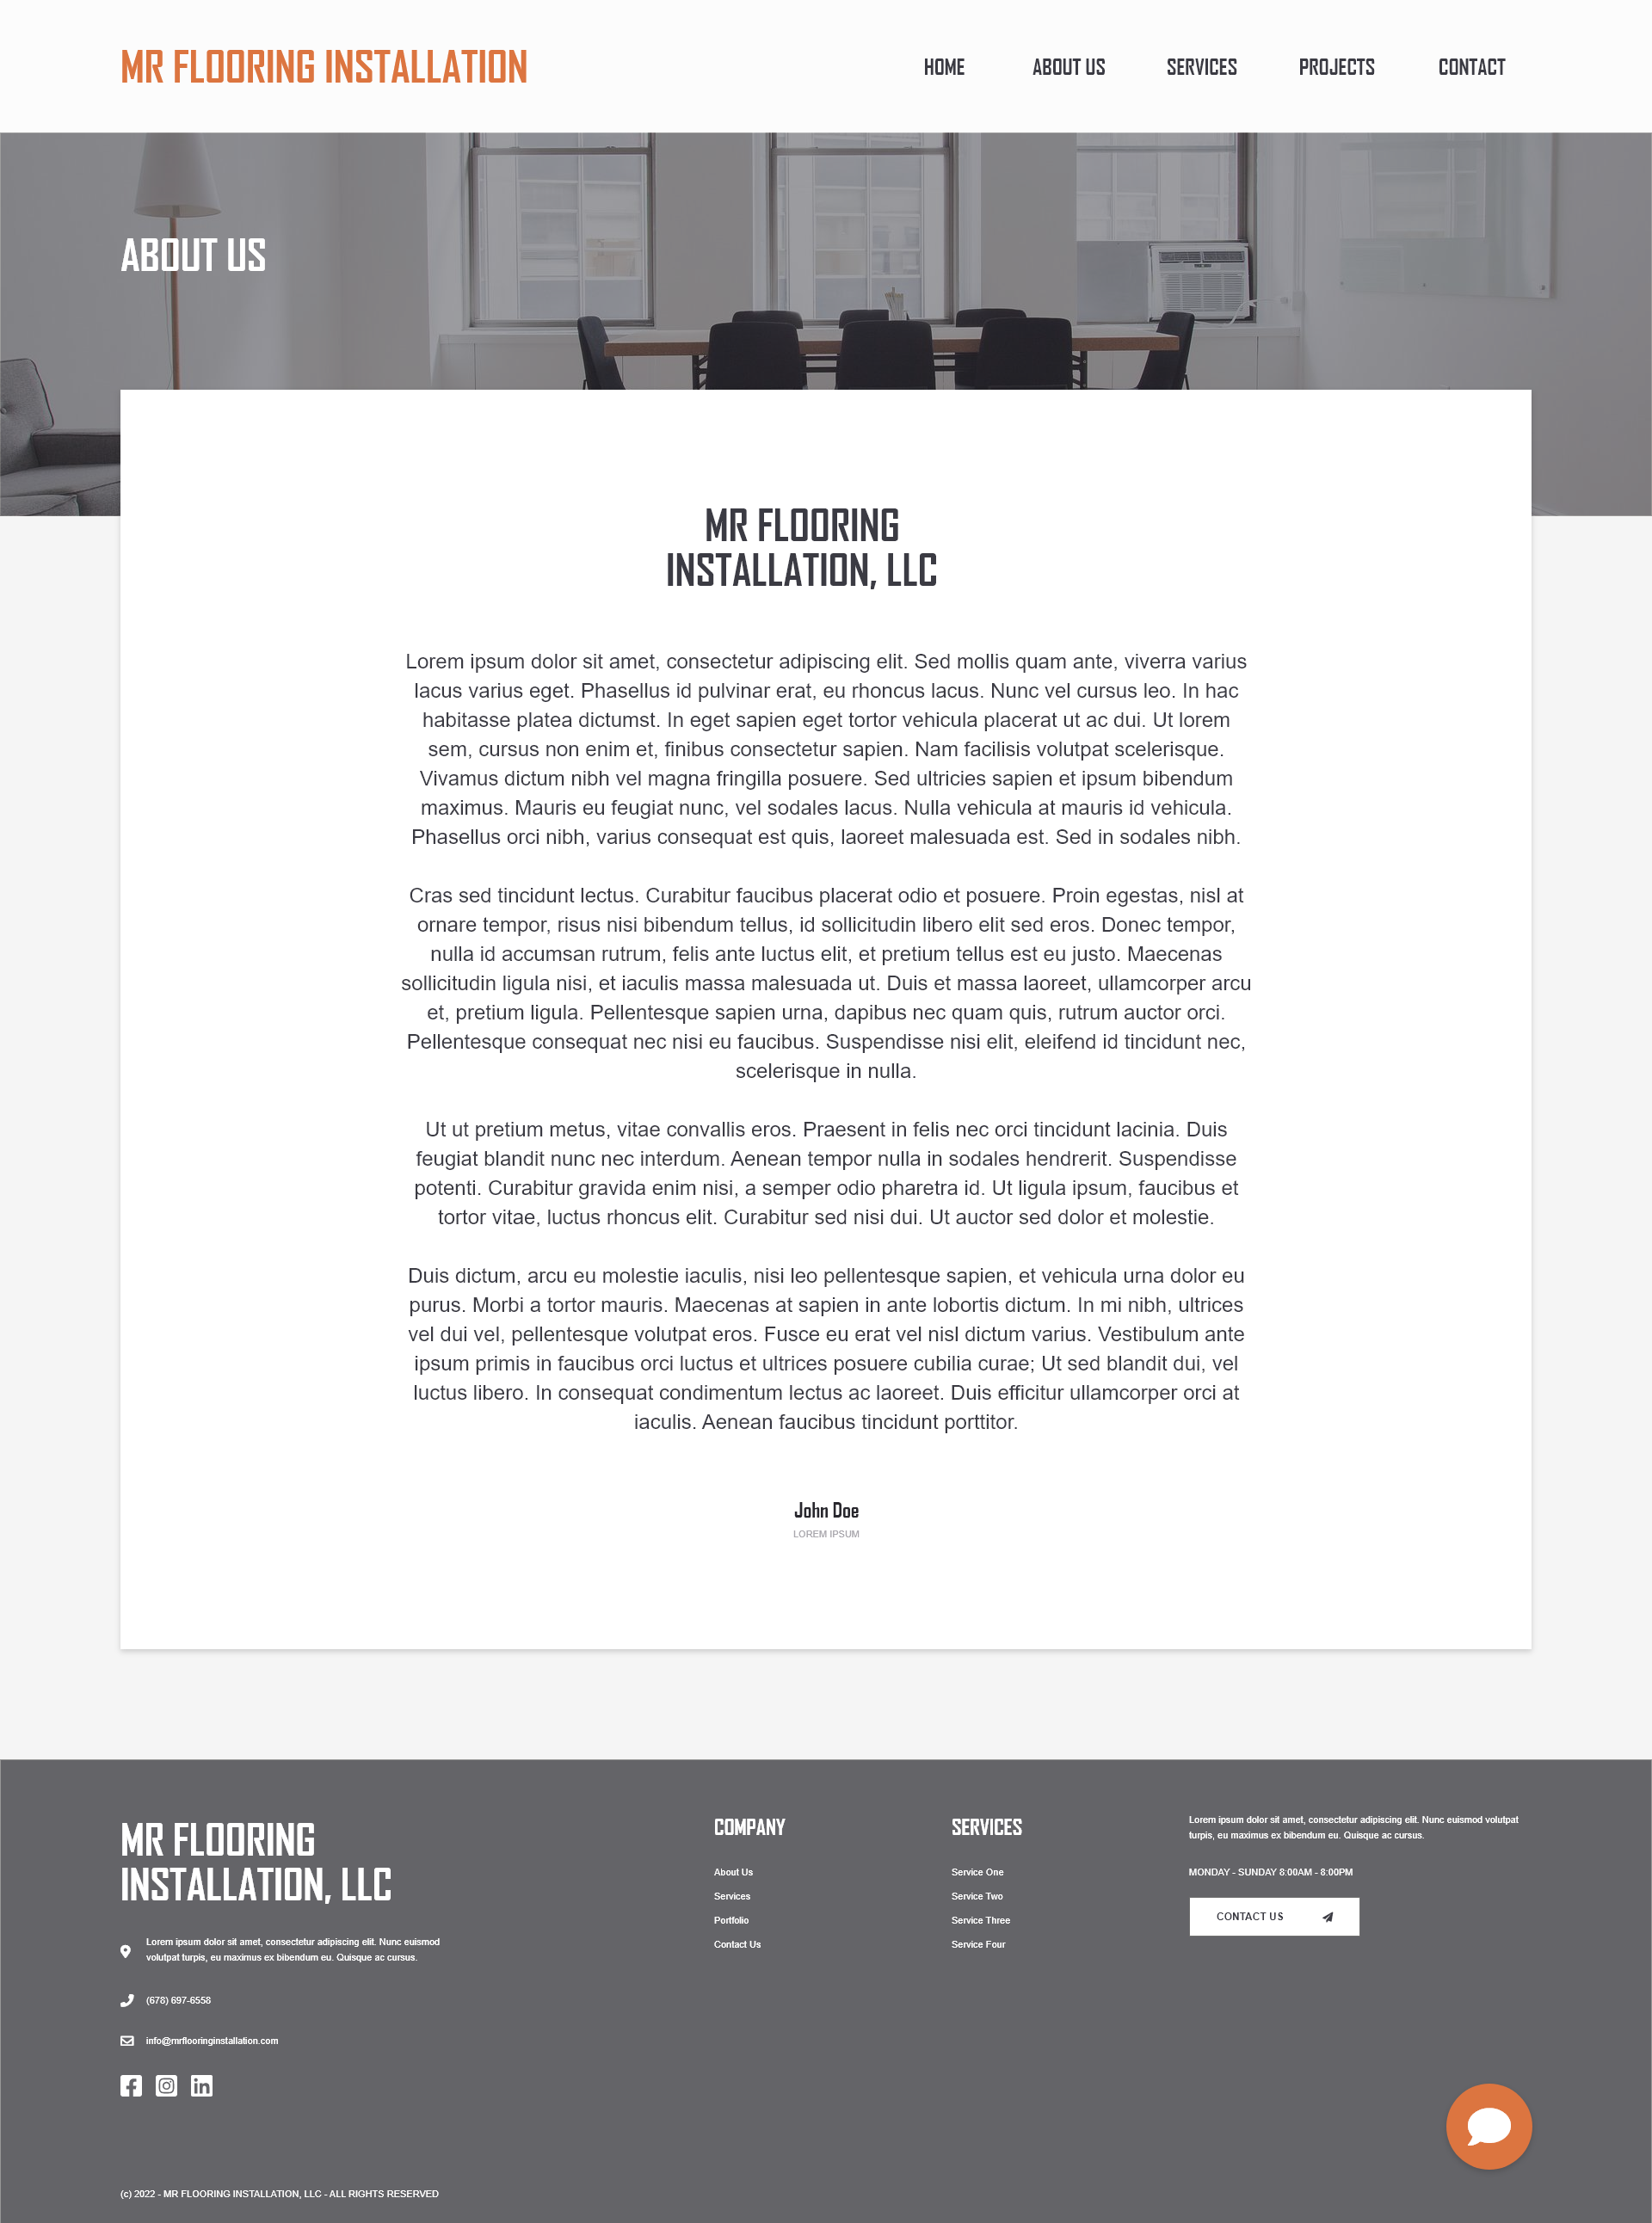 MR FLOORING INSTALLATION
HOME
ABOUT US
SERVICES
PROJECTS
CONTACT
ABOUT US
MR FLOORING
INSTALLATION, LLC
Lorem ipsum dolor sit amet, consectetur adipiscing elit. Sed mollis quam ante, viverra varius
lacus varius eget. Phasellus id pulvinar erat, eu rhoncus lacus. Nunc vel cursus leo. In hac
habitasse platea dictumst. In eget sapien eget tortor vehicula placerat ut ac dui. Ut lorem
sem, cursus non enim et, finibus consectetur sapien. Nam facilisis volutpat scelerisque.
Vivamus dictum nibh vel magna fringilla posuere. Sed ultricies sapien et ipsum bibendum
maximus. Mauris eu feugiat nunc, vel sodales lacus. Nulla vehicula at mauris id vehicula.
Phasellus orci nibh, varius consequat est quis, laoreet malesuada est. Sed in sodales nibh.
Cras sed tincidunt lectus. Curabitur faucibus placerat odio et posuere. Proin egestas, nisl at
ornare tempor, risus nisi bibendum tellus, id sollicitudin libero elit sed eros. Donec tempor,
nulla id accumsan rutrum, felis ante luctus elit, et pretium tellus est eu justo. Maecenas
sollicitudin ligula nisi, et iaculis massa malesuada ut. Duis et massa laoreet, ullamcorper arcu
et, pretium ligula. Pellentesque sapien urna, dapibus nec quam quis, rutrum auctor orci.
Pellentesque consequat nec nisi eu faucibus. Suspendisse nisi elit, eleifend id tincidunt nec,
scelerisque in nulla.
Ut ut pretium metus, vitae convallis eros. Praesent in felis nec orci tincidunt lacinia. Duis
feugiat blandit nunc nec interdum. Aenean tempor nulla in sodales hendrerit. Suspendisse
potenti. Curabitur gravida enim nisi, a semper odio pharetra id. Ut ligula ipsum, faucibus et
tortor vitae, luctus rhoncus elit. Curabitur sed nisi dui. Ut auctor sed dolor et molestie.
Duis dictum, arcu eu molestie iaculis, nisi leo pellentesque sapien, et vehicula urna dolor eu
purus. Morbi a tortor mauris. Maecenas at sapien in ante lobortis dictum. In mi nibh, ultrices
vel dui vel, pellentesque volutpat eros. Fusce eu erat vel nisl dictum varius. Vestibulum ante
ipsum primis in faucibus orci luctus et ultrices posuere cubilia curae; Ut sed blandit dui, vel
luctus libero. In consequat condimentum lectus ac laoreet. Duis efficitur ullamcorper orci at
iaculis. Aenean faucibus tincidunt porttitor.
John Doe
LOREM IPSUM
MR FLOORING
INSTALLATION, LLC
Lorem ipsum dolor sit amet, consectetur adipiscing elit. Nunc euismod
volutpat turpis, eu maximus ex bibendum eu. Quisque ac cursus.
(678) 697-6558
info@mrflooringinstallation.com
COMPANY
About Us
Services
Portfolio
Contact Us
SERVICES
Service One
Service Two
Service Three
Service Four
Lorem ipsum dolor sit amet, consectetur adipiscing elit. Nunc euismod volutpat
turpis, eu maximus ex bibendum eu. Quisque ac cursus.
MONDAY - SUNDAY 8:00AM - 8:00PM
CONTACT US
(c) 2022 - MR FLOORING INSTALLATION, LLC - ALL RIGHTS RESERVED